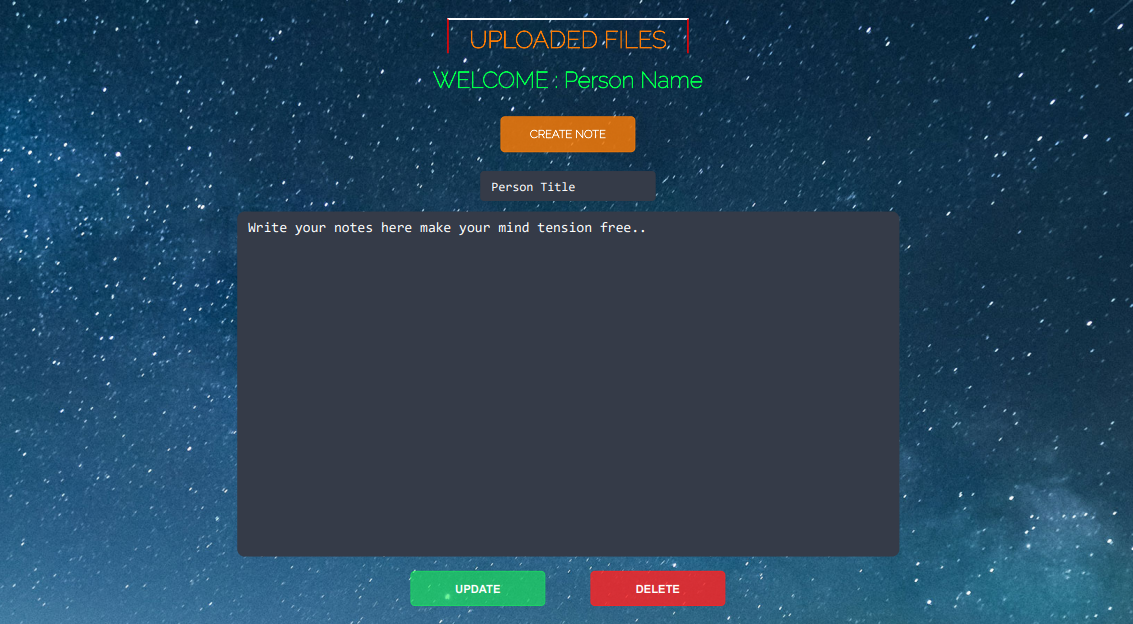 UPLOADED FILES
WELCOME : Person Name
CREATE NOTE
Person Title
Write your notes here make your mind tension free..
UPDATE
DELETE